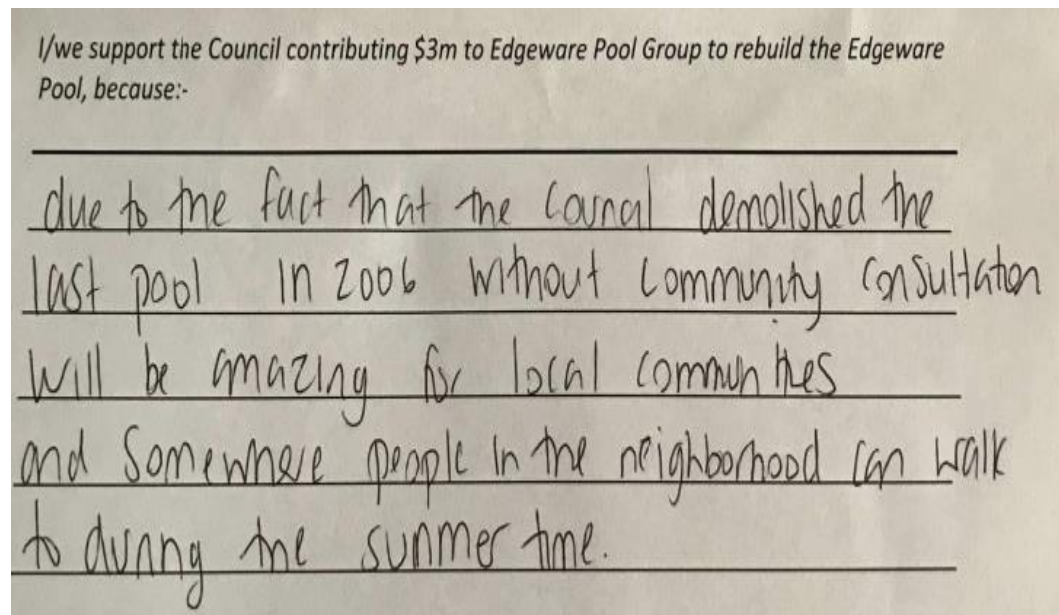 I/we support the Council contributing $3m to Edgeware Pool Group to rebuild the Edgeware
Pool, because:-
due to the fact that the Council demolished the
last pool in 2006 without community consultation
will be amazing for local communities
and somewhere people in the neighborhood can walk
to during the summer time.